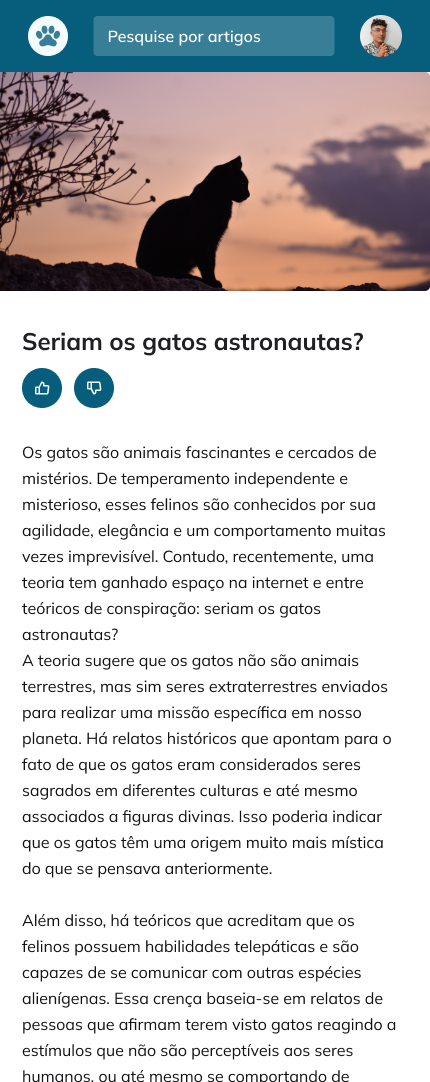 Pesquise por artigos
Seriam os gatos astronautas?
Os gatos são animais fascinantes e cercados de
mistérios. De temperamento independente e
misterioso, esses felinos são conhecidos por sua
agilidade, elegância e um comportamento muitas
vezes imprevisível. Contudo, recentemente, uma
teoria tem ganhado espaço na internet e entre
teóricos de conspiração: seriam os gatos
astronautas?
A teoria sugere que os gatos não são animais
terrestres, mas sim seres extraterrestres enviados
para realizar uma missão específica em nosso
planeta. Há relatos históricos que apontam para o
fato de que os gatos eram considerados seres
sagrados em diferentes culturas e até mesmo
associados a figuras divinas. Isso poderia indicar
que os gatos têm uma origem muito mais mística
do que se pensava anteriormente.
Além disso, há teóricos que acreditam que os
felinos possuem habilidades telepáticas e são
capazes de se comunicar com outras espécies
alienígenas. Essa crença baseia-se em relatos de
pessoas que afirmam terem visto gatos reagindo a
estímulos que não são perceptíveis aos seres
humanos, ou até mesmo se comportando de